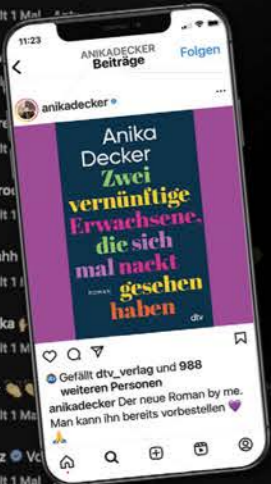 11:23
ANIKADECKER
Beiträge
Folgen
anikadecker
Anika
Decker
Zwei
vernünftige
Erwachsene,
die sich
mal nackt
ROMAN gesehen
haben
dtv
Gefällt dtv_verlag und 988
weiteren Personen
anikadecker Der neue Roman by me.
Man kann ihn bereits vorbestellen 💜
🙏